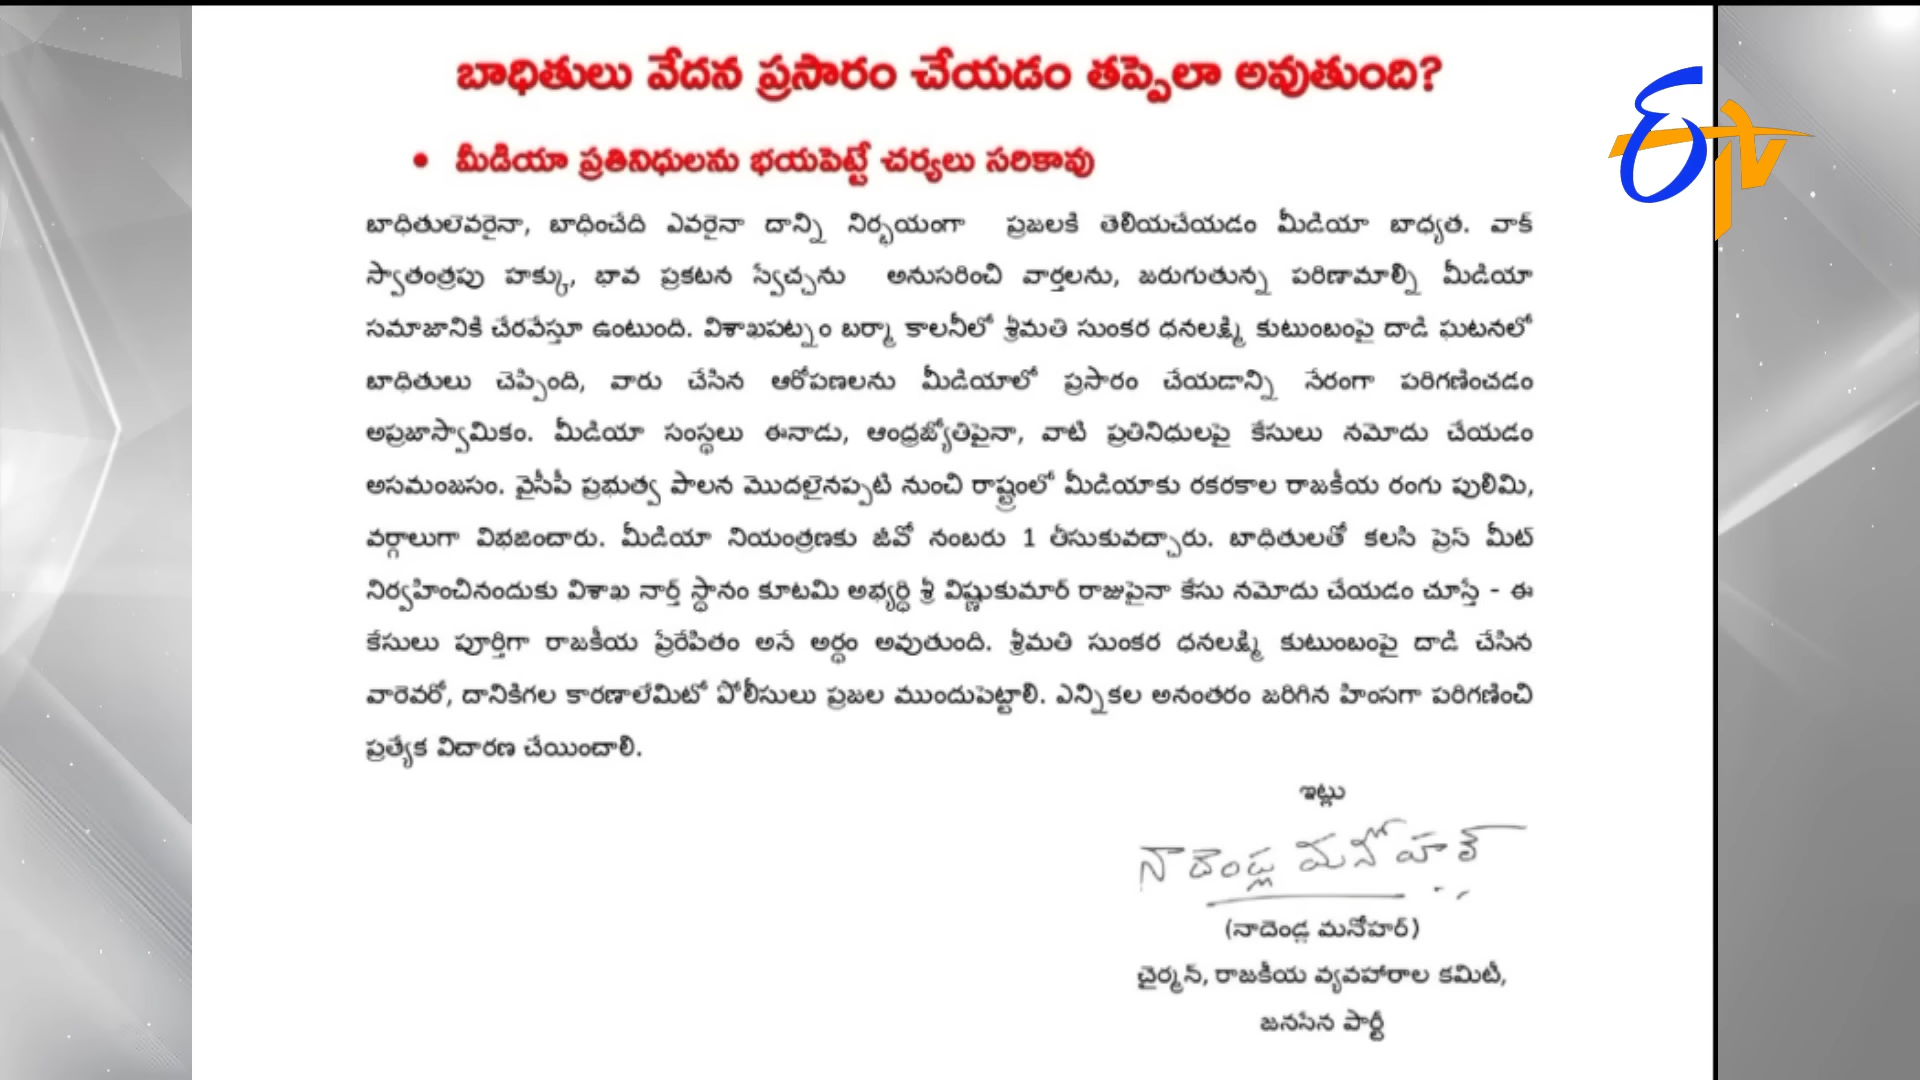 బాధితులు వేదన ప్రసారం చేయడం తప్పెలా అవుతుంది?
ETV
• మీడియా ప్రతినిధులను భయపెట్టే చర్యలు సరికావు
బాధితులెవరైనా, బాధించేది ఎవరైనా దాన్ని నిర్భయంగా ప్రజలకి తెలియచేయడం మీడియా బాధ్యత. వాక్
స్వాతంత్రపు హక్కు, భావ ప్రకటన స్వేచ్ఛను అనుసరించి వార్తలను, జరుగుతున్న పరిణామాల్ని మీడియా
సమాజానికి చేరవేస్తూ ఉంటుంది. విశాఖపట్నం బర్మా కాలనీలో శ్రీమతి సుంకర ధనలక్ష్మి కుటుంబంపై దాడి ఘటనలో
బాధితులు చెప్పింది, వారు చేసిన ఆరోపణలను మీడియాలో ప్రసారం చేయడాన్ని నేరంగా పరిగణించడం
అప్రజాస్వామికం. మీడియా సంస్థలు ఈనాడు, ఆంధ్రజ్యోతిపైనా, వాటి ప్రతినిధులపై కేసులు నమోదు చేయడం
అసమంజసం. వైసీపీ ప్రభుత్వ పాలన మొదలైనప్పటి నుంచి రాష్ట్రంలో మీడియాకు రకరకాల రాజకీయ రంగు పులిమి,
వర్గాలుగా విభజించారు. మీడియా నియంత్రణకు జీవో నంబరు 1 తీసుకువచ్చారు. బాధితులతో కలసి ప్రెస్ మీట్
నిర్వహించినందుకు విశాఖ నార్త్ స్థానం కూటమి అభ్యర్థి శ్రీ విష్ణుకుమార్ రాజుపైనా కేసు నమోదు చేయడం చూస్తే - ఈ
కేసులు పూర్తిగా రాజకీయ ప్రేరేపితం అనే అర్థం అవుతుంది. శ్రీమతి సుంకర ధనలక్ష్మి కుటుంబంపై దాడి చేసిన
వారెవరో, దానికిగల కారణాలేమిటో పోలీసులు ప్రజల ముందుపెట్టాలి. ఎన్నికల అనంతరం జరిగిన హింసగా పరిగణించి
ప్రత్యేక విచారణ చేయించాలి.
ఇట్లు
నాదెండ్ల మనోహర్
(నాదెండ్ల మనోహర్)
చైర్మన్, రాజకీయ వ్యవహారాల కమిటీ,
జనసేన పార్టీ